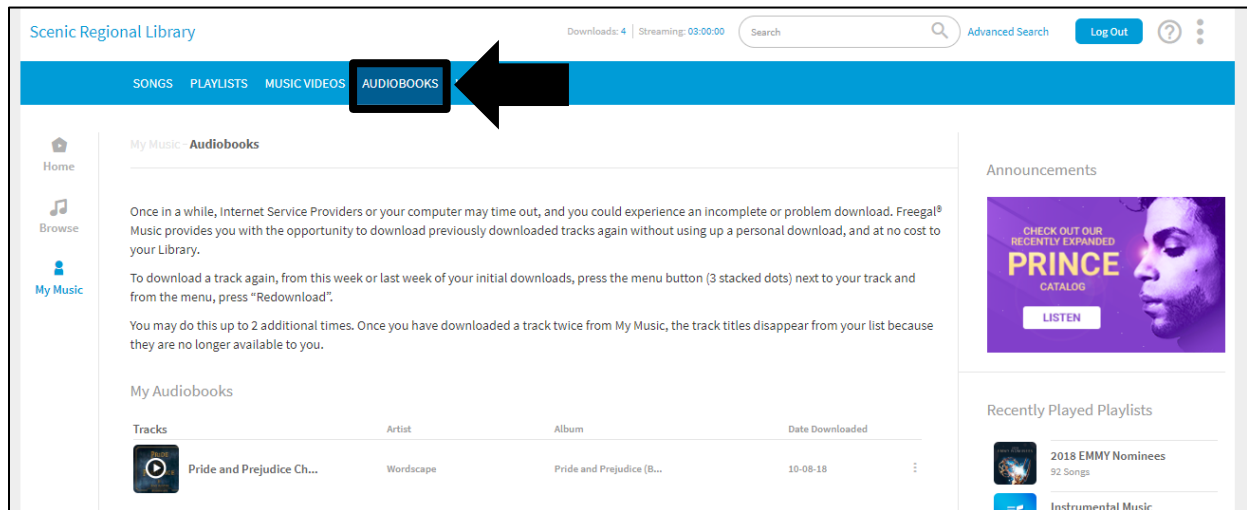 Scenic Regional Library
Downloads: 4 | Streaming: 03:00:00
Search
Advanced Search
Log Out
?
SONGS PLAYLISTS MUSIC VIDEOS AUDIOBOOKS
Home
Browse
My Music
My Music - Audiobooks
Once in a while, Internet Service Providers or your computer may time out, and you could experience an incomplete or problem download. Freegal®
Music provides you with the opportunity to download previously downloaded tracks again without using up a personal download, and at no cost to
your Library.
To download a track again, from this week or last week of your initial downloads, press the menu button (3 stacked dots) next to your track and
from the menu, press “Redownload”.
You may do this up to 2 additional times. Once you have downloaded a track twice from My Music, the track titles disappear from your list because
they are no longer available to you.
My Audiobooks
Tracks Artist Album Date Downloaded
Pride and Prejudice Ch... Wordscape Pride and Prejudice (B... 10-08-18
Announcements
CHECK OUT OUR
RECENTLY EXPANDED
PRINCE
CATALOG
LISTEN
Recently Played Playlists
2018 EMMY Nominees
92 Songs
Instrumental Music